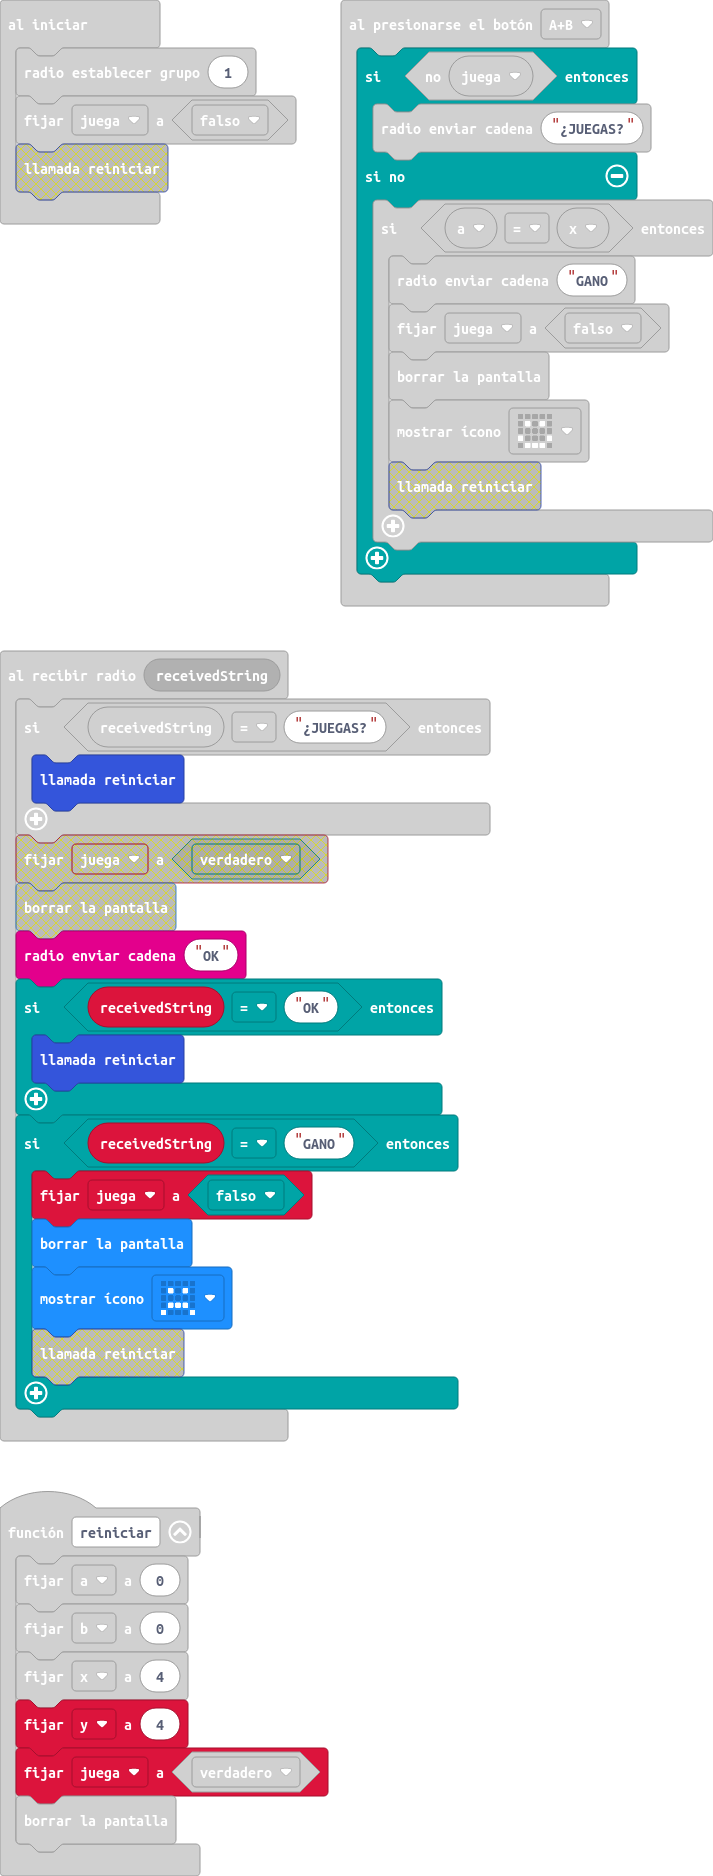 al iniciar
radio establecer grupo 1
fijar juega a falso
llamada reiniciar
al presionarse el botón A+B
si no juega entonces
radio enviar cadena "¿JUEGAS?"
si no
si a = x entonces
radio enviar cadena "GANO"
fijar juega a falso
borrar la pantalla
mostrar ícono
llamada reiniciar
al recibir radio receivedString
si receivedString = "¿JUEGAS?" entonces
llamada reiniciar
fijar juega a verdadero
borrar la pantalla
radio enviar cadena "OK"
si receivedString = "OK" entonces
llamada reiniciar
si receivedString = "GANO" entonces
fijar juega a falso
borrar la pantalla
mostrar ícono
llamada reiniciar
función reiniciar
fijar a a 0
fijar b a 0
fijar x a 4
fijar y a 4
fijar juega a verdadero
borrar la pantalla